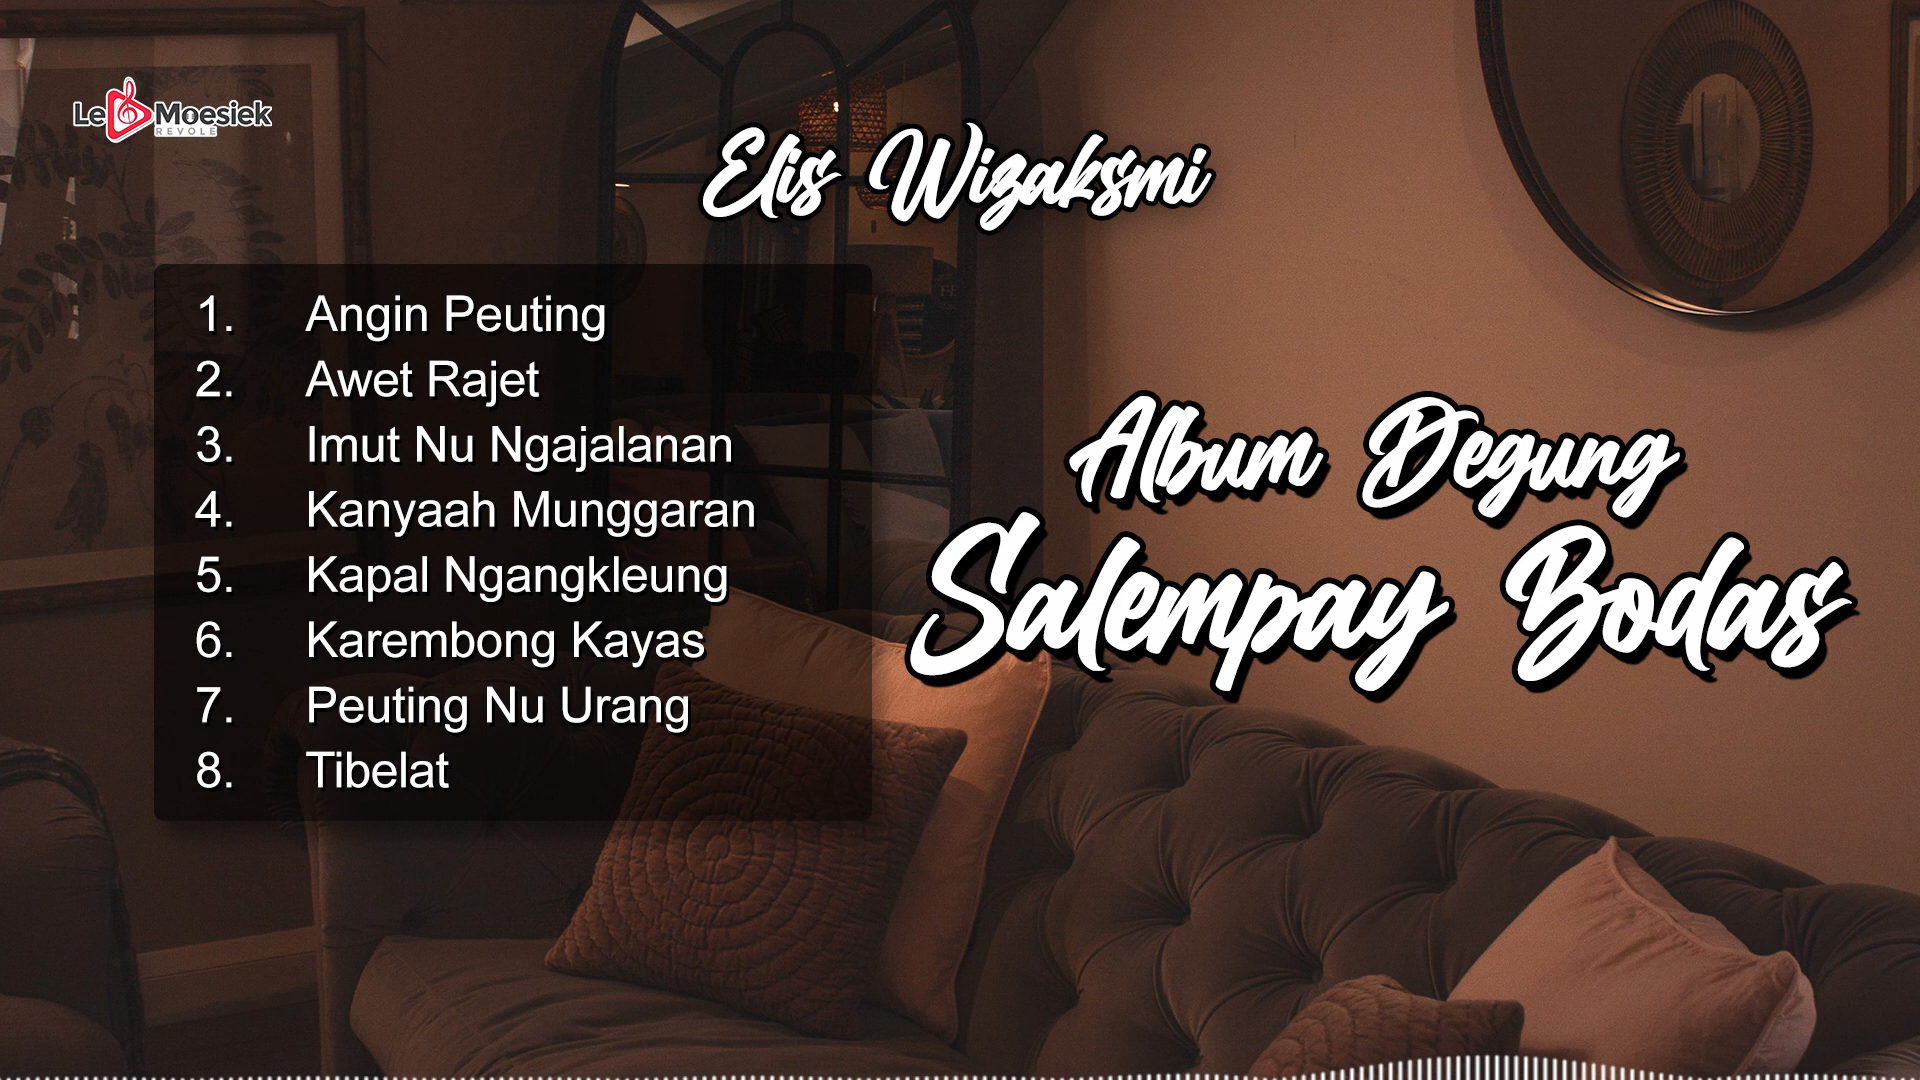 Le Moesiek
REVOLE
Elis Wizaksmi
1. Angin Peuting
2. Awet Rajet
3. Imut Nu Ngajalanan
4. Kanyaah Munggaran
5. Kapal Ngangkleung
6. Karembong Kayas
7. Peuting Nu Urang
8. Tibelat
Album Degung
Salempay Bodas